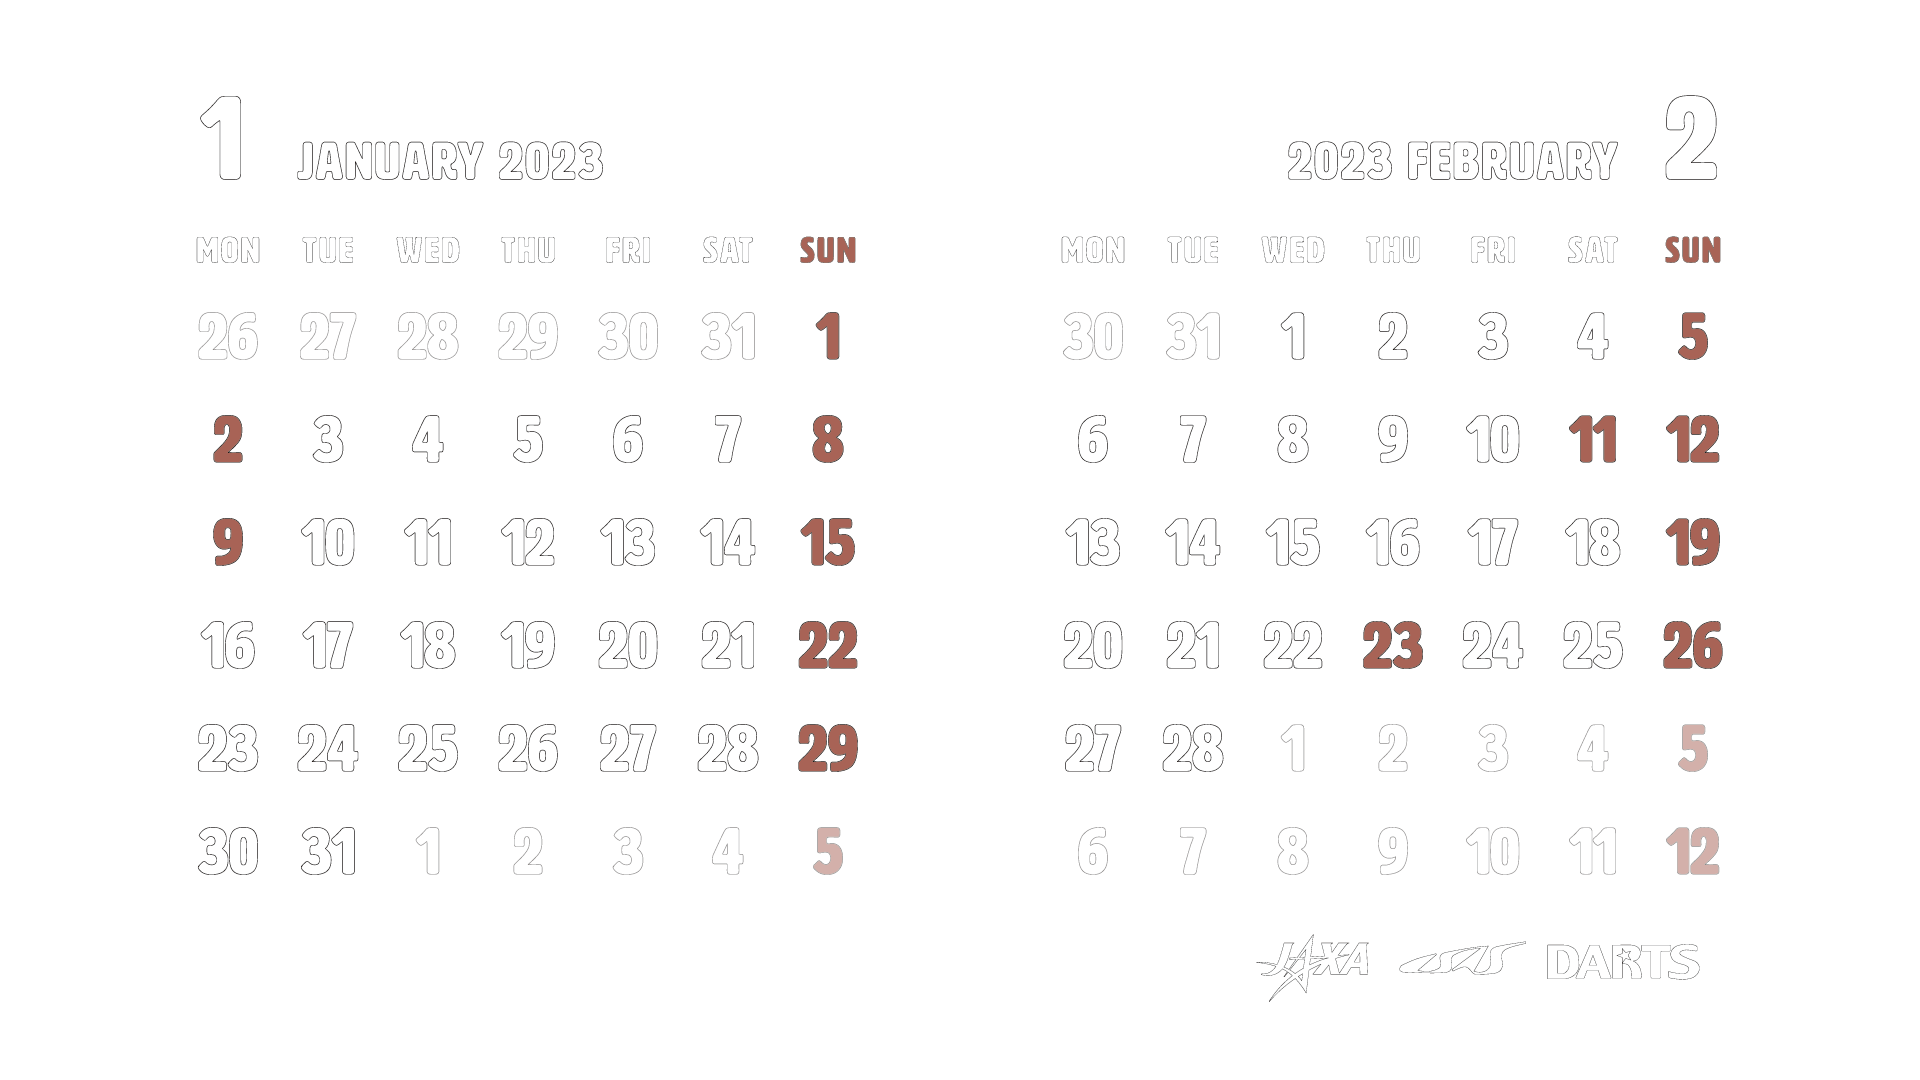 1 JANUARY 2023
MON TUE WED THU FRI SAT SUN
26 27 28 29 30 31 1
2 3 4 5 6 7 8
9 10 11 12 13 14 15
16 17 18 19 20 21 22
23 24 25 26 27 28 29
30 31 1 2 3 4 5
2023 FEBRUARY 2
MON TUE WED THU FRI SAT SUN
30 31 1 2 3 4 5
6 7 8 9 10 11 12
13 14 15 16 17 18 19
20 21 22 23 24 25 26
27 28 1 2 3 4 5
6 7 8 9 10 11 12
JAXA ISAS DARTS